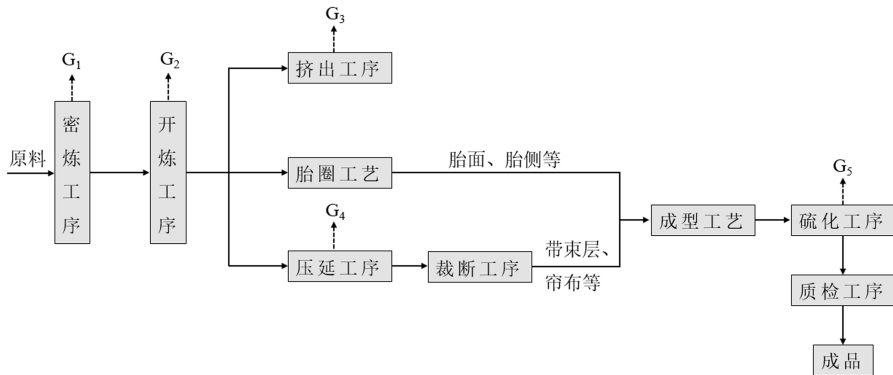 G₃
G₁
G₂
挤出工序
原料
密炼工序
开炼工序
胎圈工艺
胎面、胎侧等
G₅
G₄
成型工艺
硫化工序
压延工序
裁断工序
带束层、
帘布等
质检工序
成品